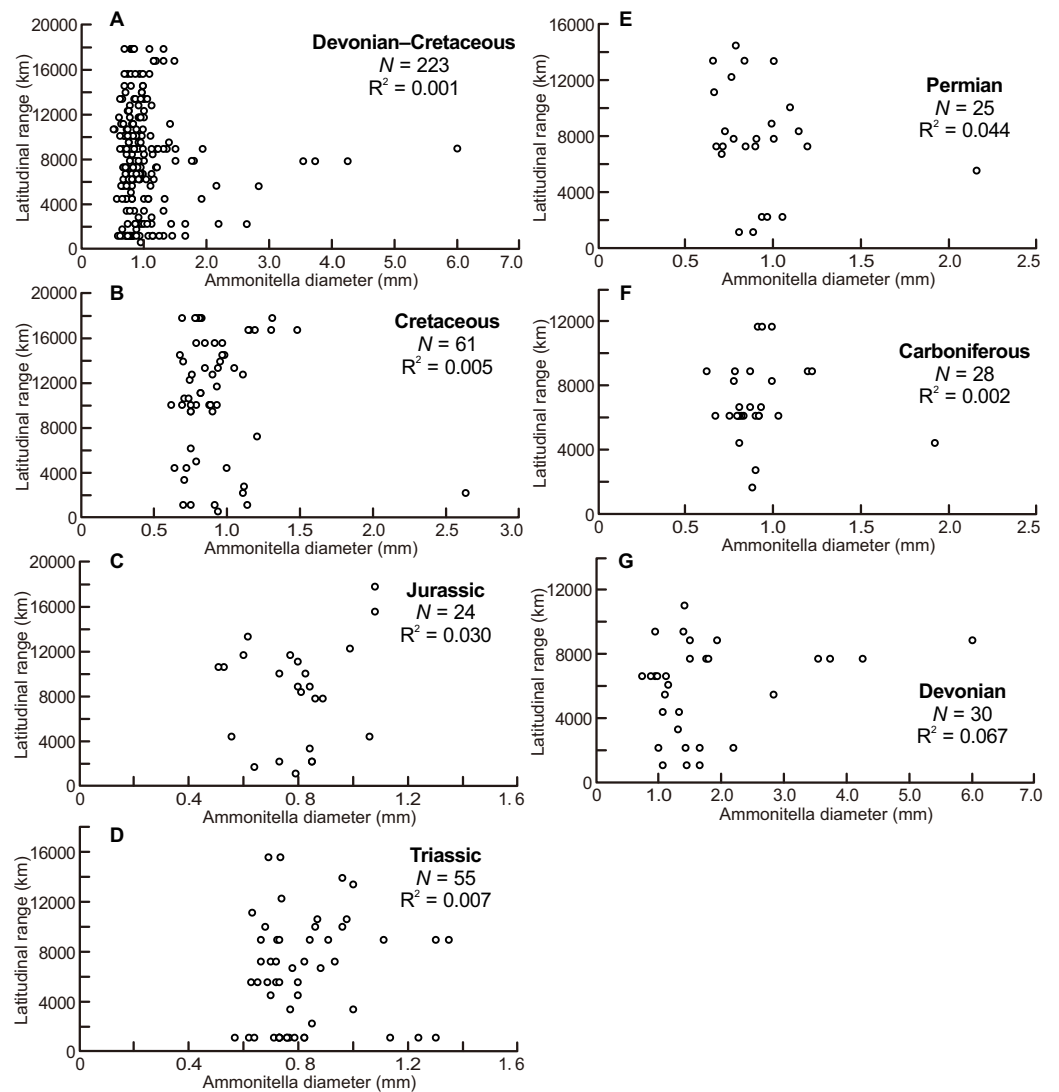 A
Devonian–Cretaceous
N = 223
R² = 0.001
Latitudinal range (km)
20000
16000
12000
8000
4000
0
0 1.0 2.0 3.0 4.0 5.0 6.0 7.0
Ammonitella diameter (mm)
B
Cretaceous
N = 61
R² = 0.005
Latitudinal range (km)
20000
16000
12000
8000
4000
0
0 0.5 1.0 1.5 2.0 2.5 3.0
Ammonitella diameter (mm)
C
Jurassic
N = 24
R² = 0.030
Latitudinal range (km)
20000
16000
12000
8000
4000
0
0 0.4 0.8 1.2 1.6
Ammonitella diameter (mm)
D
Triassic
N = 55
R² = 0.007
Latitudinal range (km)
16000
12000
8000
4000
0
0 0.4 0.8 1.2 1.6
Ammonitella diameter (mm)
E
Permian
N = 25
R² = 0.044
Latitudinal range (km)
16000
12000
8000
4000
0
0 0.5 1.0 1.5 2.0 2.5
Ammonitella diameter (mm)
F
Carboniferous
N = 28
R² = 0.002
Latitudinal range (km)
12000
8000
4000
0
0 0.5 1.0 1.5 2.0 2.5
Ammonitella diameter (mm)
G
Devonian
N = 30
R² = 0.067
Latitudinal range (km)
12000
8000
4000
0
0 1.0 2.0 3.0 4.0 5.0 6.0 7.0
Ammonitella diameter (mm)